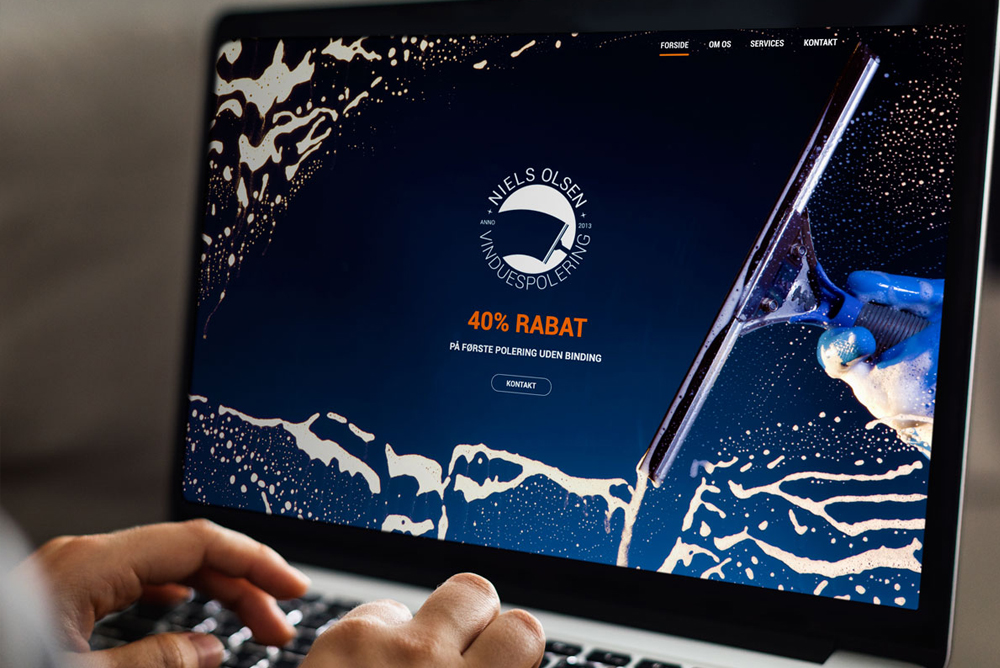 FORSIDE OM OS SERVICES KONTAKT
NIELS OLSEN
ANNO 2013
VINDUESPOLERING
40% RABAT
PÅ FØRSTE POLERING UDEN BINDING
KONTAKT